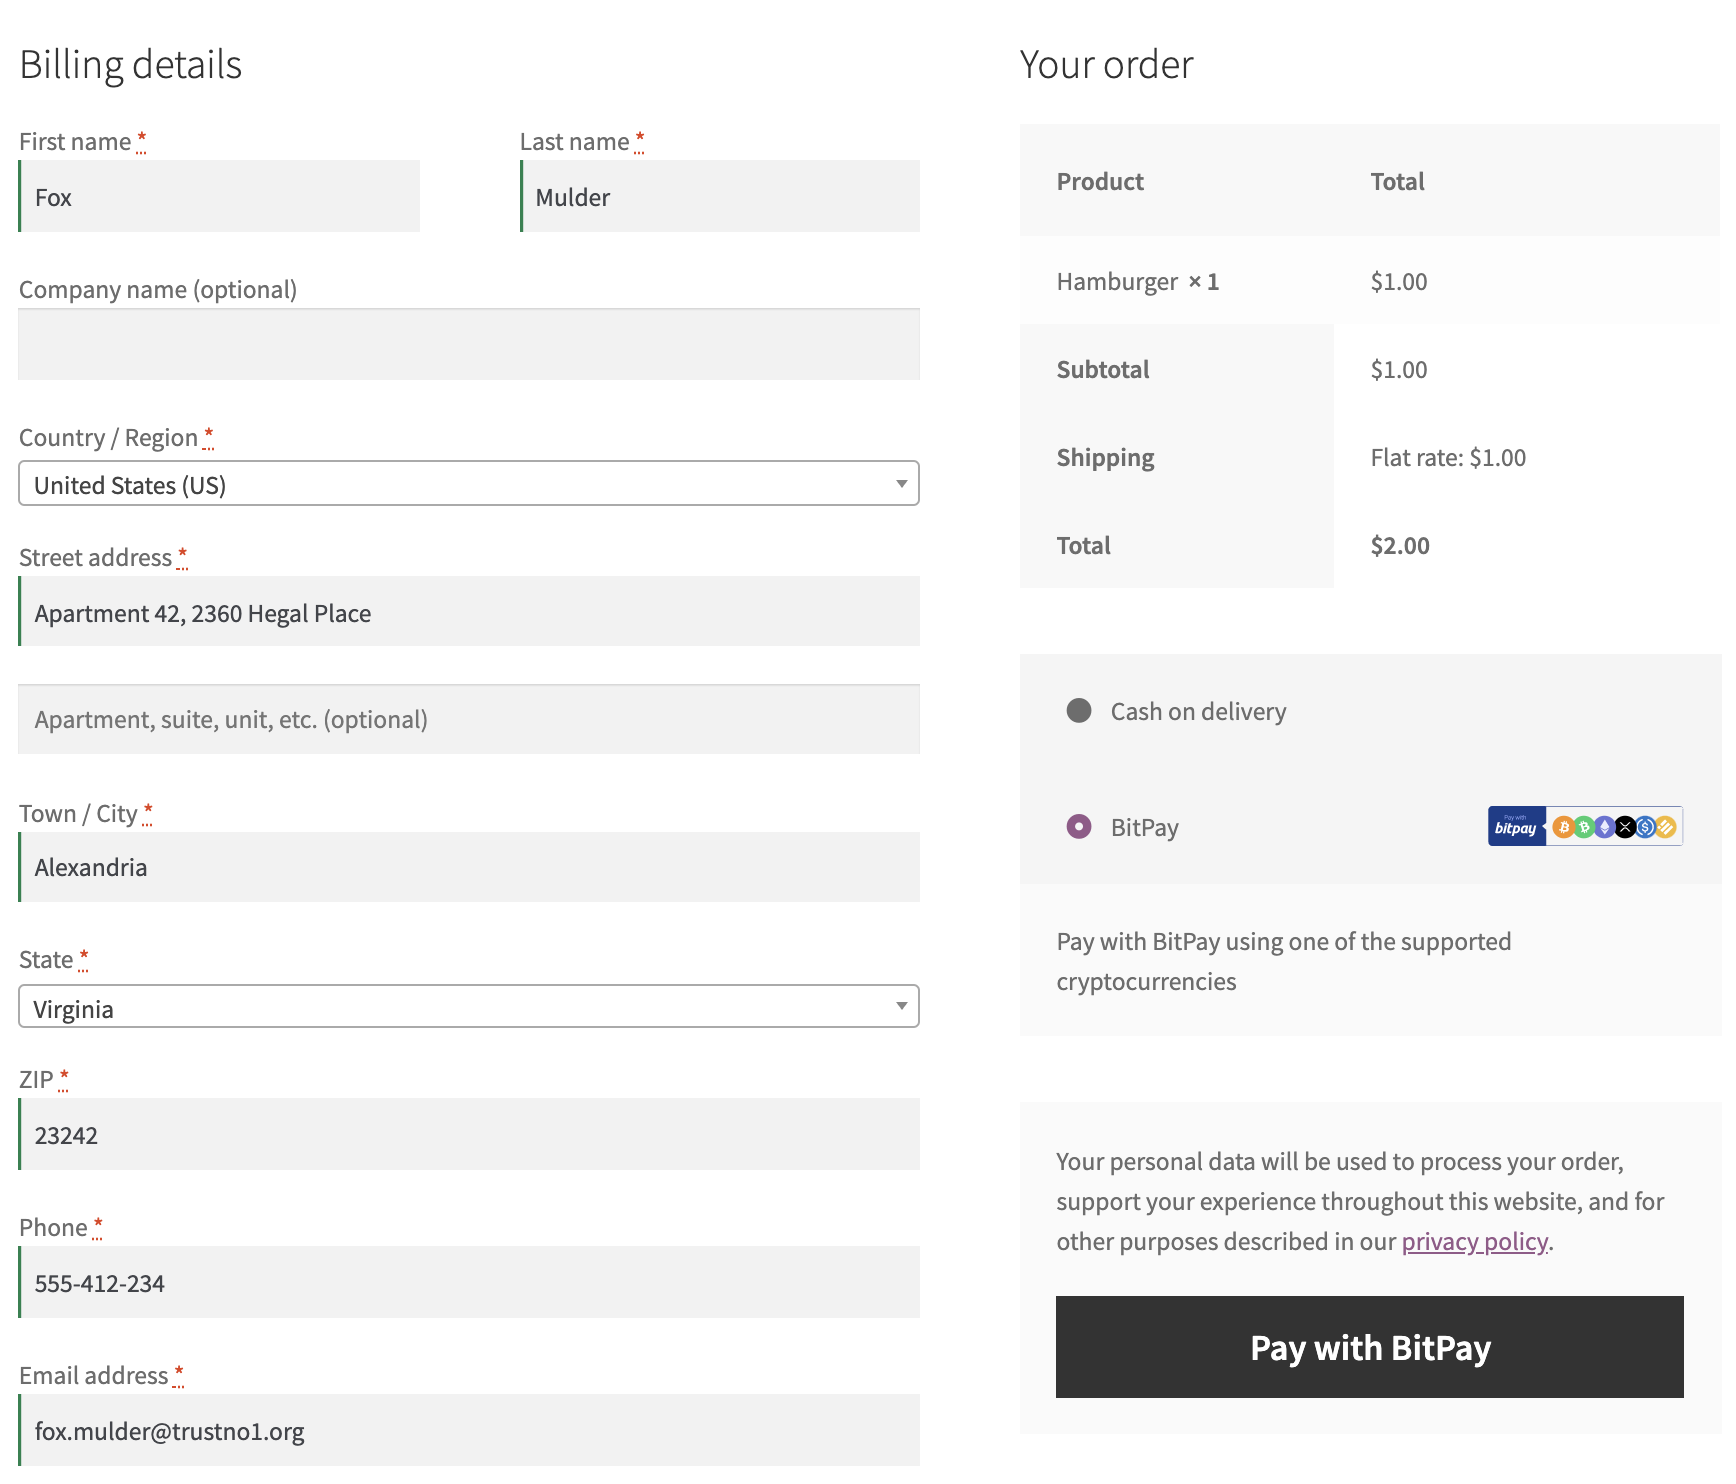 Billing details
First name *
Fox
Last name *
Mulder
Company name (optional)
Country / Region *
United States (US)
Street address *
Apartment 42, 2360 Hegal Place
Apartment, suite, unit, etc. (optional)
Town / City *
Alexandria
State *
Virginia
ZIP *
23242
Phone *
555-412-234
Email address *
fox.mulder@trustno1.org
Your order
Product Total
Hamburger × 1 $1.00
Subtotal $1.00
Shipping Flat rate: $1.00
Total $2.00
Cash on delivery
BitPay
Pay with
bitpay
Pay with BitPay using one of the supported
cryptocurrencies
Your personal data will be used to process your order,
support your experience throughout this website, and for
other purposes described in our privacy policy.
Pay with BitPay